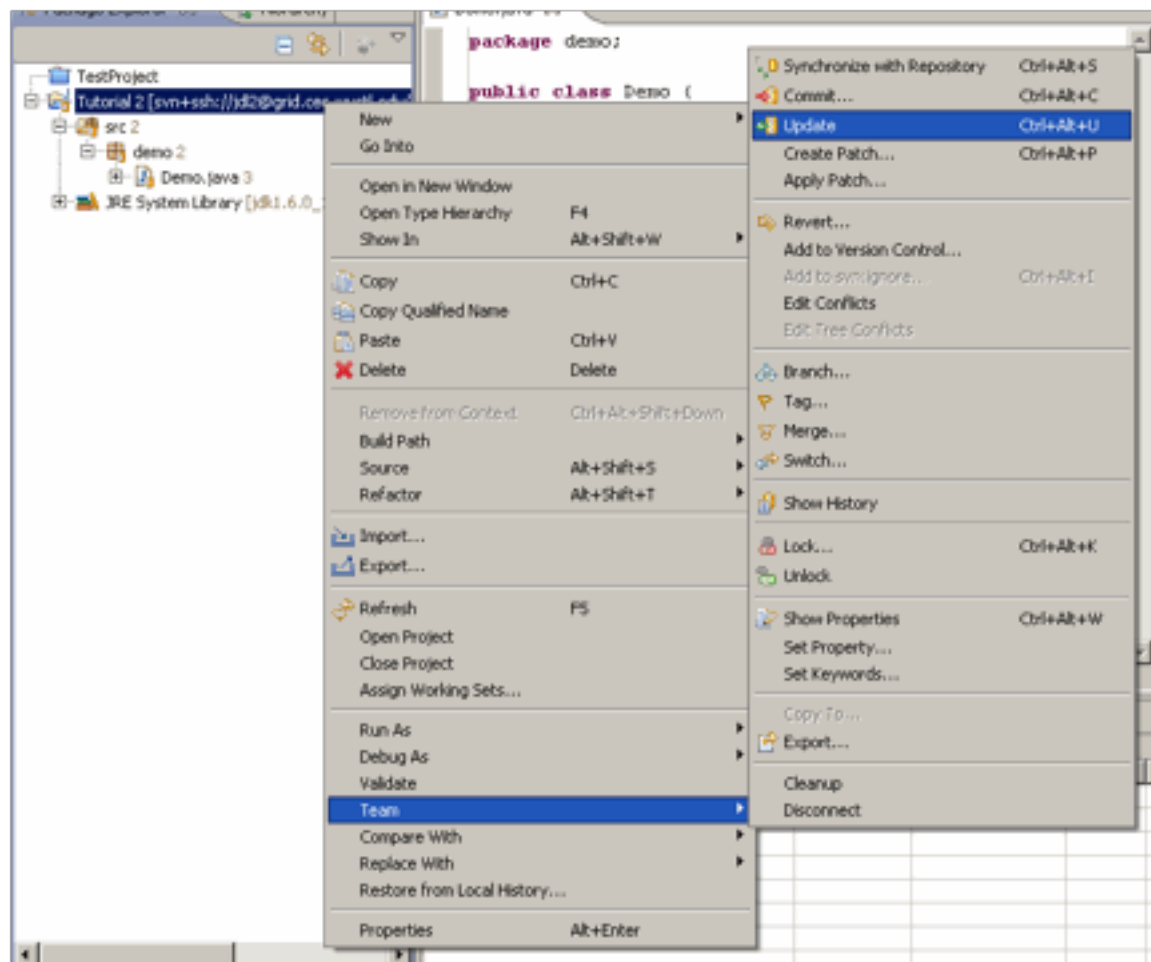 Package Explorer
Hierarchy
Demo.java
TestProject
Tutorial 2 [svn+ssh://jdl2@grid.cec.
src 2
demo 2
Demo.java 3
JRE System Library [jdk1.6.0_
package demo;
public class Demo {
New
Go Into
Open in New Window
Open Type Hierarchy F4
Show In Alt+Shift+W
Copy Ctrl+C
Copy Qualified Name
Paste Ctrl+V
Delete Delete
Remove from Context Ctrl+Alt+Shift+Down
Build Path
Source Alt+Shift+S
Refactor Alt+Shift+T
Import...
Export...
Refresh F5
Open Project
Close Project
Assign Working Sets...
Run As
Debug As
Validate
Team
Compare With
Replace With
Restore from Local History...
Properties Alt+Enter
Synchronize with Repository Ctrl+Alt+S
Commit... Ctrl+Alt+C
Update Ctrl+Alt+U
Create Patch... Ctrl+Alt+P
Apply Patch...
Revert...
Add to Version Control...
Add to svn:ignore... Ctrl+Alt+I
Edit Conflicts
Edit Tree Conflicts
Branch...
Tag...
Merge...
Switch...
Show History
Lock... Ctrl+Alt+K
Unlock
Show Properties Ctrl+Alt+W
Set Property...
Set Keywords...
Copy To...
Export...
Cleanup
Disconnect